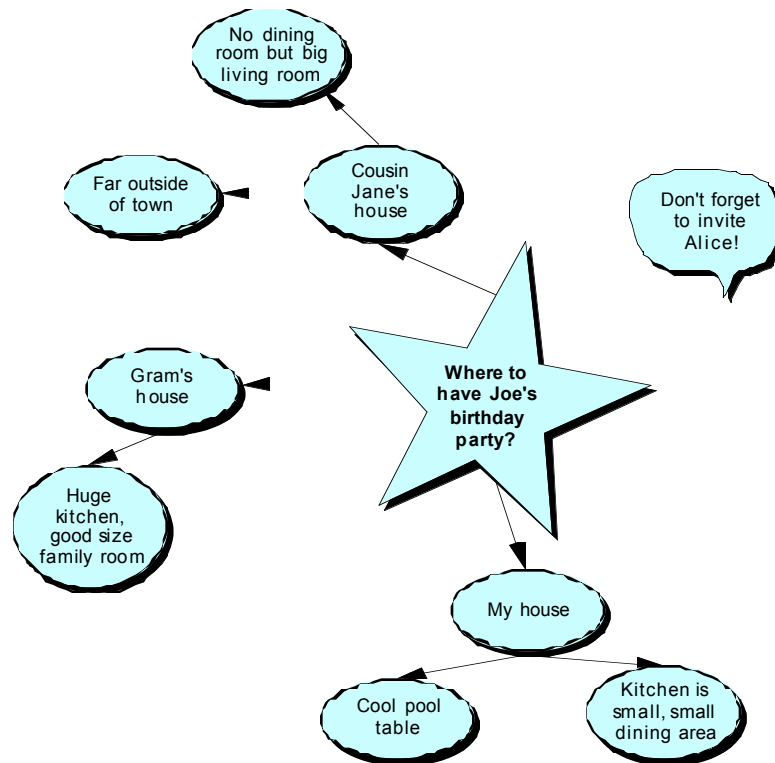 No dining
room but big
living room
Far outside
of town
Cousin
Jane's
house
Don't forget
to invite
Alice!
Gram's
house
Where to
have Joe's
birthday
party?
Huge
kitchen,
good size
family room
My house
Cool pool
table
Kitchen is
small, small
dining area